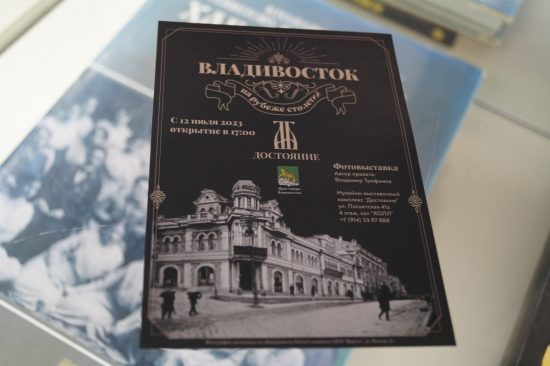 ВЛАДИВОСТОК
на рубеже столетий
С 12 июля 2023
открытие в 17:00
ДОСТОЯНИЕ
Фотовыставка
Автор проекта:
Владимир Трофимов
Музейно-выставочный
комплекс "Достояние"
ул. Посьетская 41а
4 этаж, зал "ХОЛЛ"
+7 (914) 33 97 888